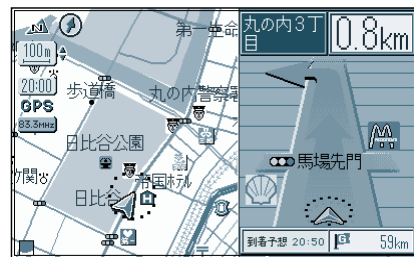 100m
20:00
GPS
83.3MHz
第一生命
歩道橋
丸の内警察署
日比谷公園
日比谷
帝国ホテル
丸の内3丁
目
0.8km
馬場先門
到着予想 20:50
G
59km